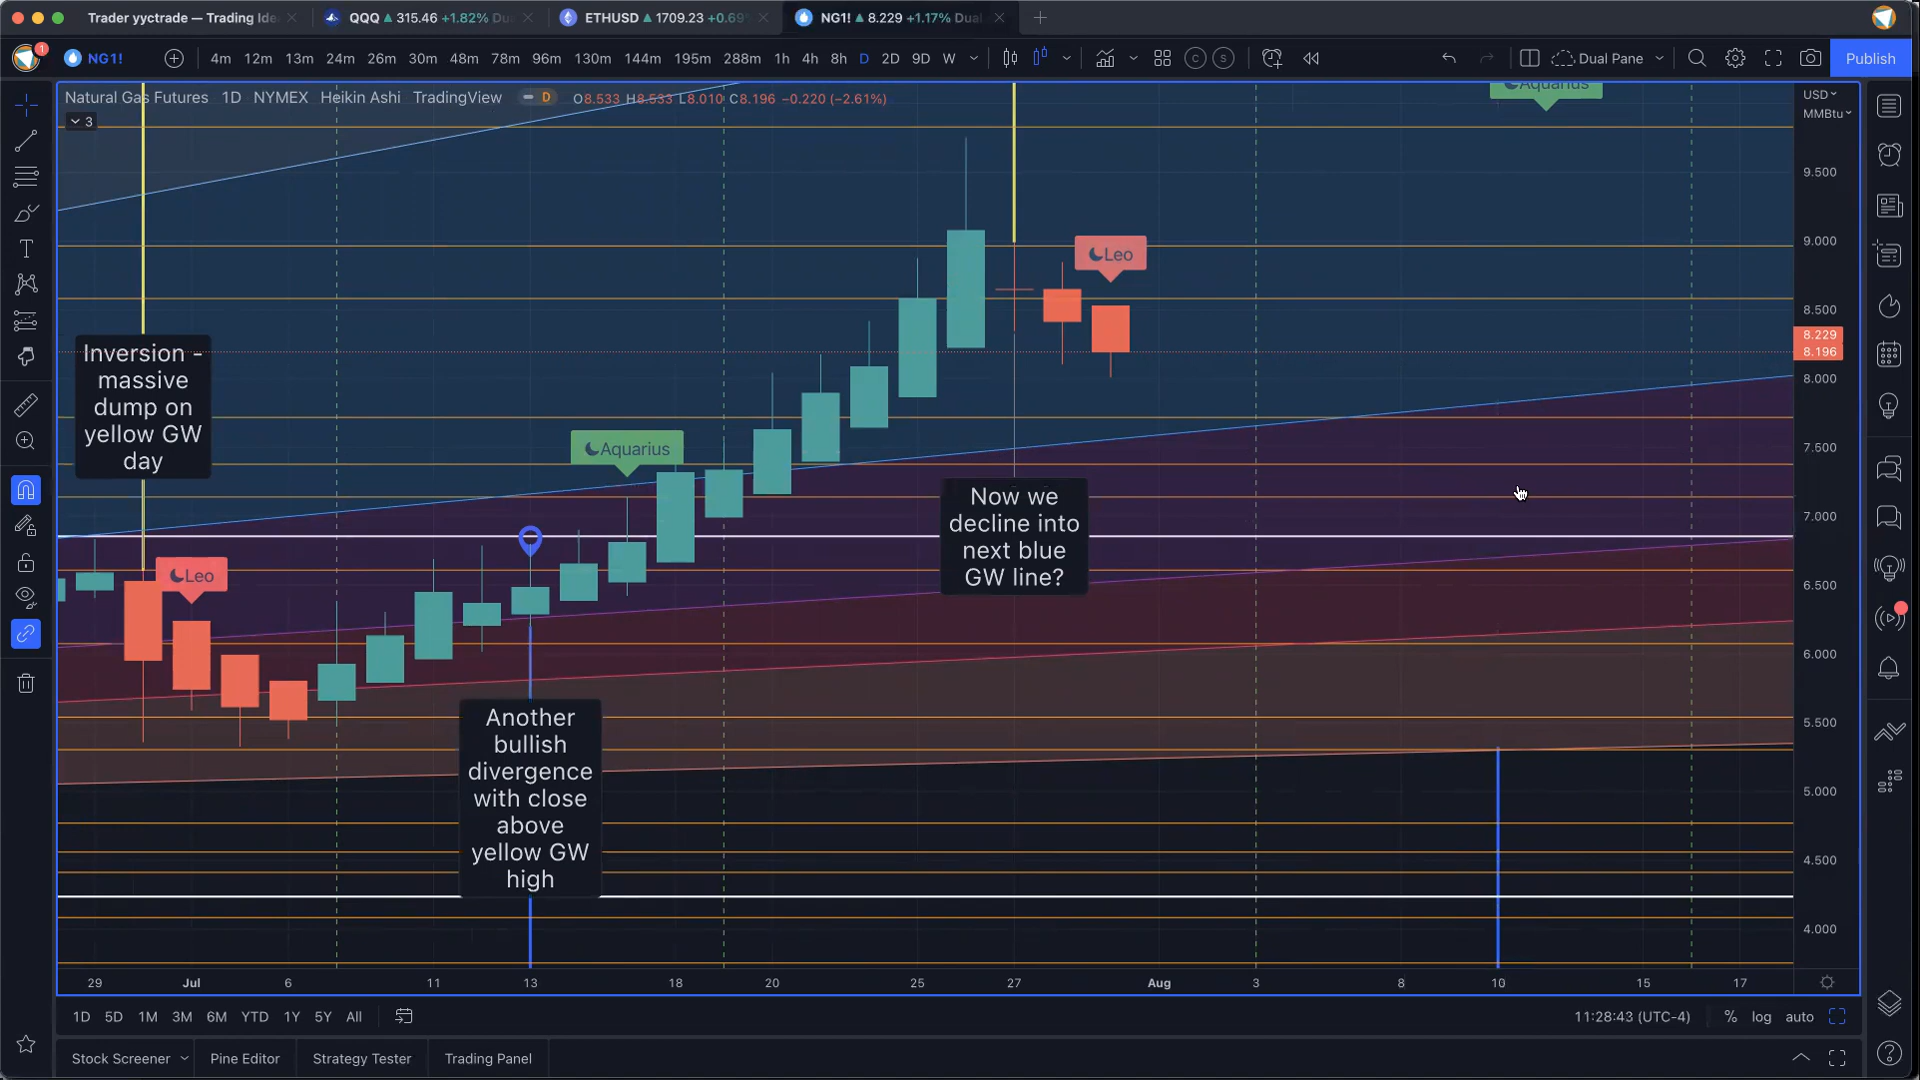 Trader yyctrade — Trading Ide
QQQ ▲ 315.46 +1.82% Du
ETHUSD ▲ 1709.23 +0.69
NG1! ▲ 8.229 +1.17% Dual
1
NG1!
4m 12m 13m 24m 26m 30m 48m 78m 96m 130m 144m 195m 288m 1h 4h 8h D 2D 9D W
C S
Dual Pane
Publish
Natural Gas Futures 1D NYMEX Heikin Ashi TradingView
D
O8.533 H8.533 L8.010 C8.196 −0.220 (−2.61%)
3
Aquarius
USD
MMBtu
9.500
9.000
8.500
8.229
8.196
8.000
7.500
7.000
6.500
6.000
5.500
5.000
4.500
4.000
Leo
Inversion -
massive
dump on
yellow GW
day
Aquarius
Now we
decline into
next blue
GW line?
Leo
Another
bullish
divergence
with close
above
yellow GW
high
29 Jul 6 11 13 18 20 25 27 Aug 3 8 10 15 17
1D 5D 1M 3M 6M YTD 1Y 5Y All
11:28:43 (UTC-4) % log auto
Stock Screener Pine Editor Strategy Tester Trading Panel